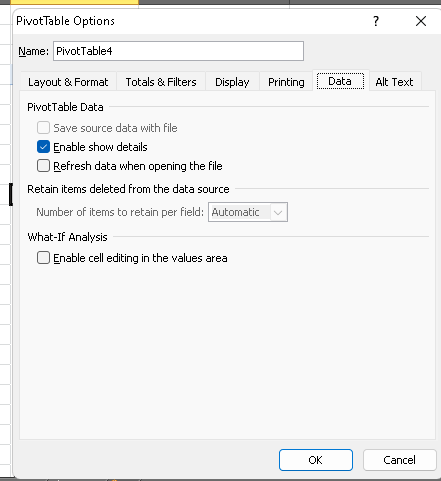 PivotTable Options
Name: PivotTable4
Layout & Format Totals & Filters Display Printing Data Alt Text
PivotTable Data
Save source data with file
Enable show details
Refresh data when opening the file
Retain items deleted from the data source
Number of items to retain per field: Automatic
What-If Analysis
Enable cell editing in the values area
OK Cancel